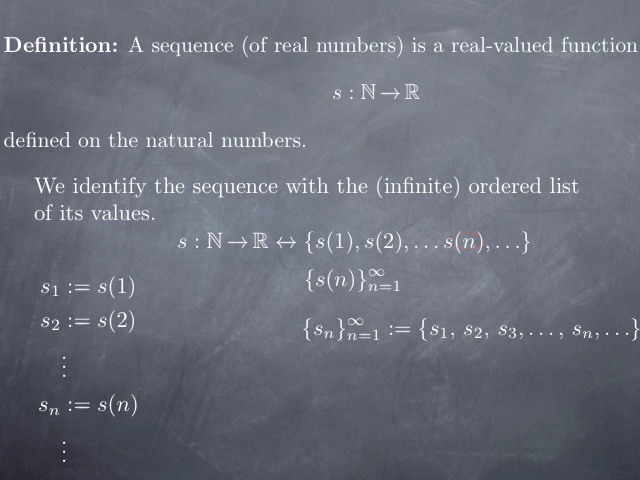 Definition: A sequence (of real numbers) is a real-valued function
s : ℕ → ℝ
defined on the natural numbers.
We identify the sequence with the (infinite) ordered list
of its values.
s : ℕ → ℝ ↔ {s(1), s(2), … s(n), …}
s₁ := s(1)
{s(n)}_{n=1}^∞
s₂ := s(2)
{sₙ}_{n=1}^∞ := {s₁, s₂, s₃, …, sₙ, …}
⋮
sₙ := s(n)
⋮